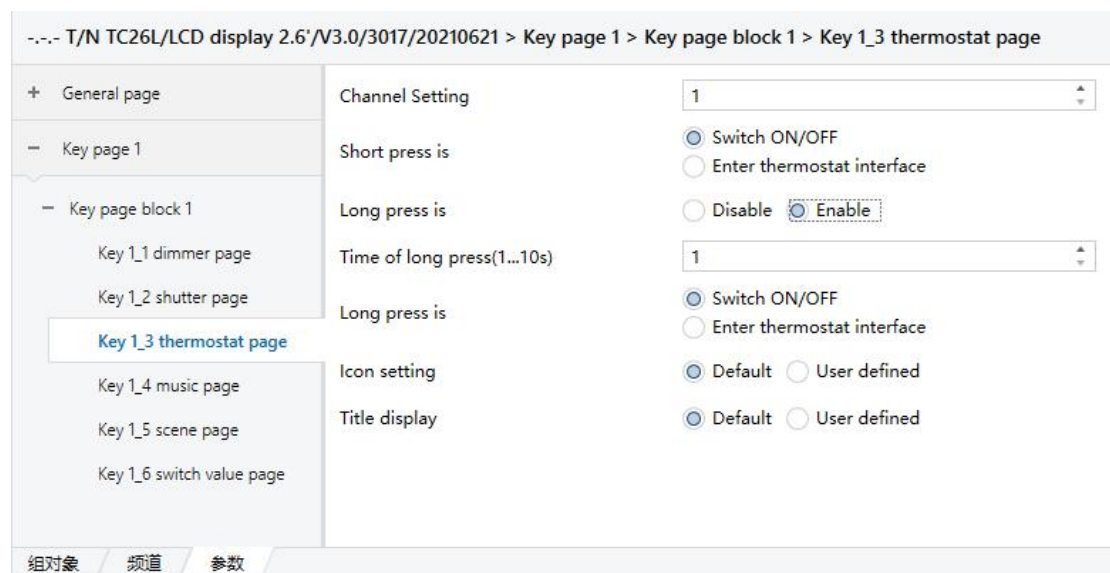 -.-.- T/N TC26L/LCD display 2.6'/V3.0/3017/20210621 > Key page 1 > Key page block 1 > Key 1_3 thermostat page
+ General page
− Key page 1
− Key page block 1
Key 1_1 dimmer page
Key 1_2 shutter page
Key 1_3 thermostat page
Key 1_4 music page
Key 1_5 scene page
Key 1_6 switch value page
Channel Setting 1
Short press is Switch ON/OFF
Enter thermostat interface
Long press is Disable Enable
Time of long press(1...10s) 1
Long press is Switch ON/OFF
Enter thermostat interface
Icon setting Default User defined
Title display Default User defined
组对象 频道 参数